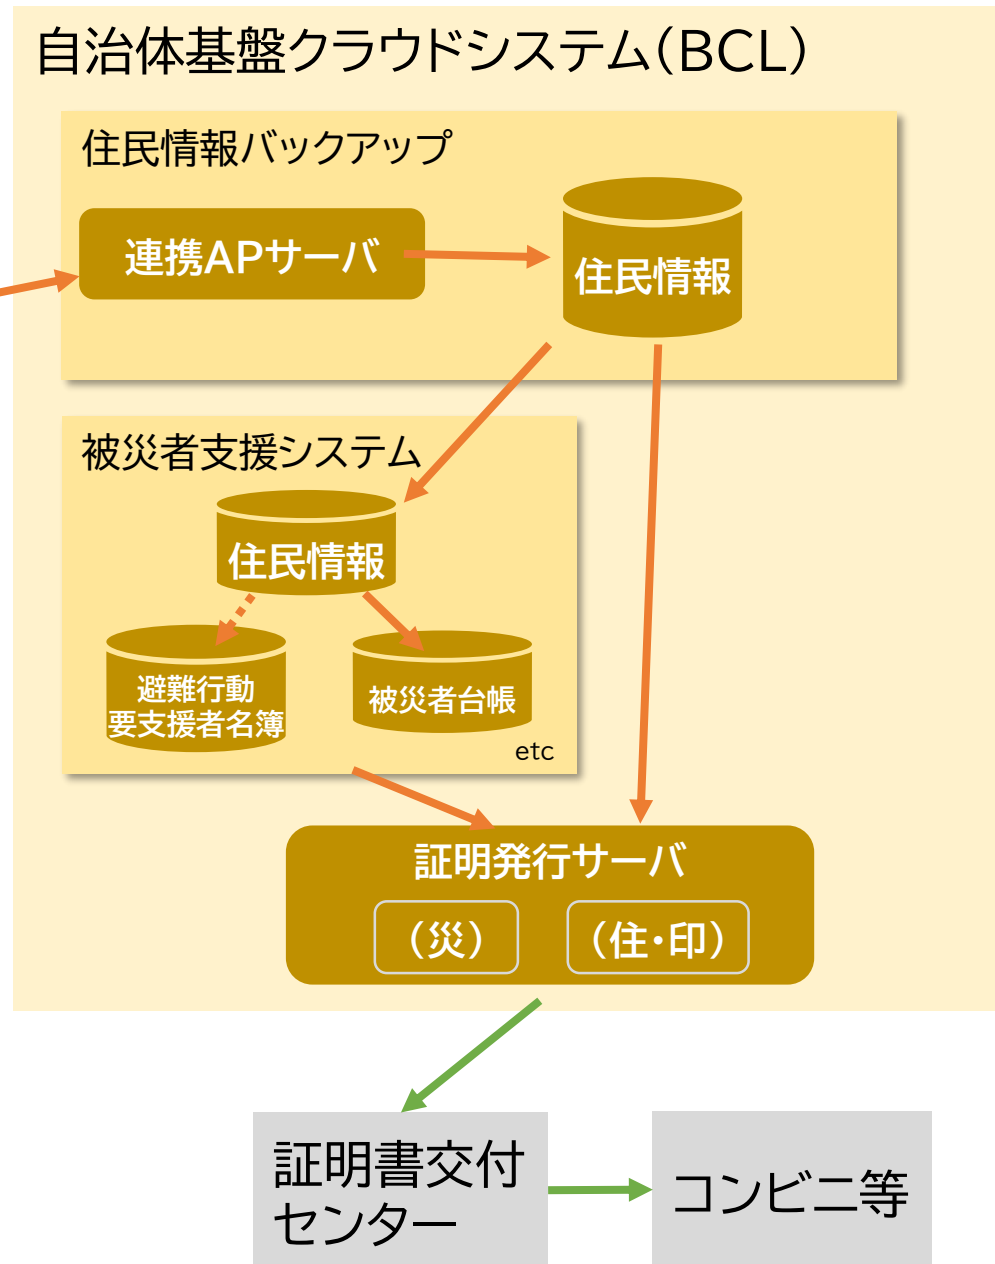 自治体基盤クラウドシステム(BCL)
住民情報バックアップ
連携APサーバ
住民情報
被災者支援システム
住民情報
避難行動
要支援者名簿
被災者台帳
etc
証明発行サーバ
(災)
(住・印)
証明書交付
センター
コンビニ等